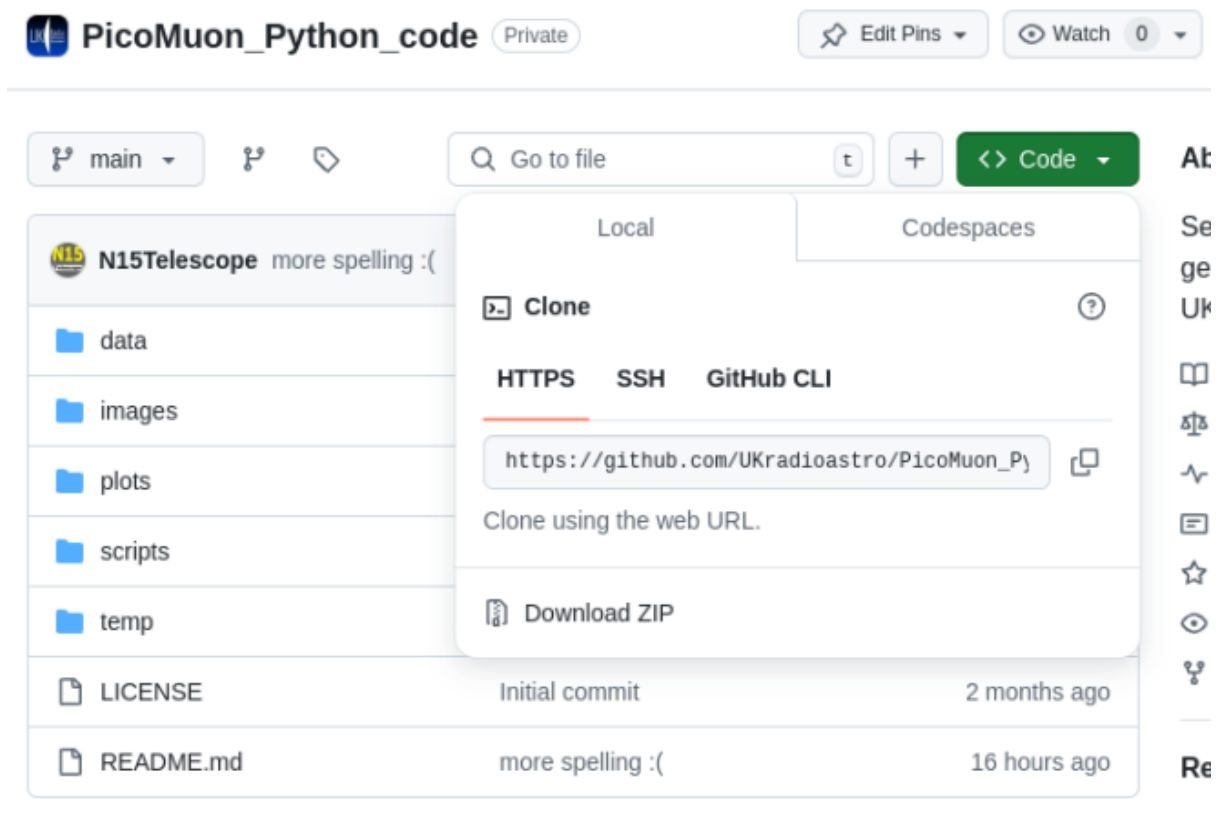 PicoMuon_Python_code Private Edit Pins Watch 0
main Go to file t + Code
Local Codespaces
N15Telescope more spelling :(
Clone
data
HTTPS SSH GitHub CLI
images
https://github.com/UKradioastro/PicoMuon_Py
plots
Clone using the web URL.
scripts
Download ZIP
temp
LICENSE Initial commit 2 months ago
README.md more spelling :( 16 hours ago
Ab
Se
ge
UK
Re